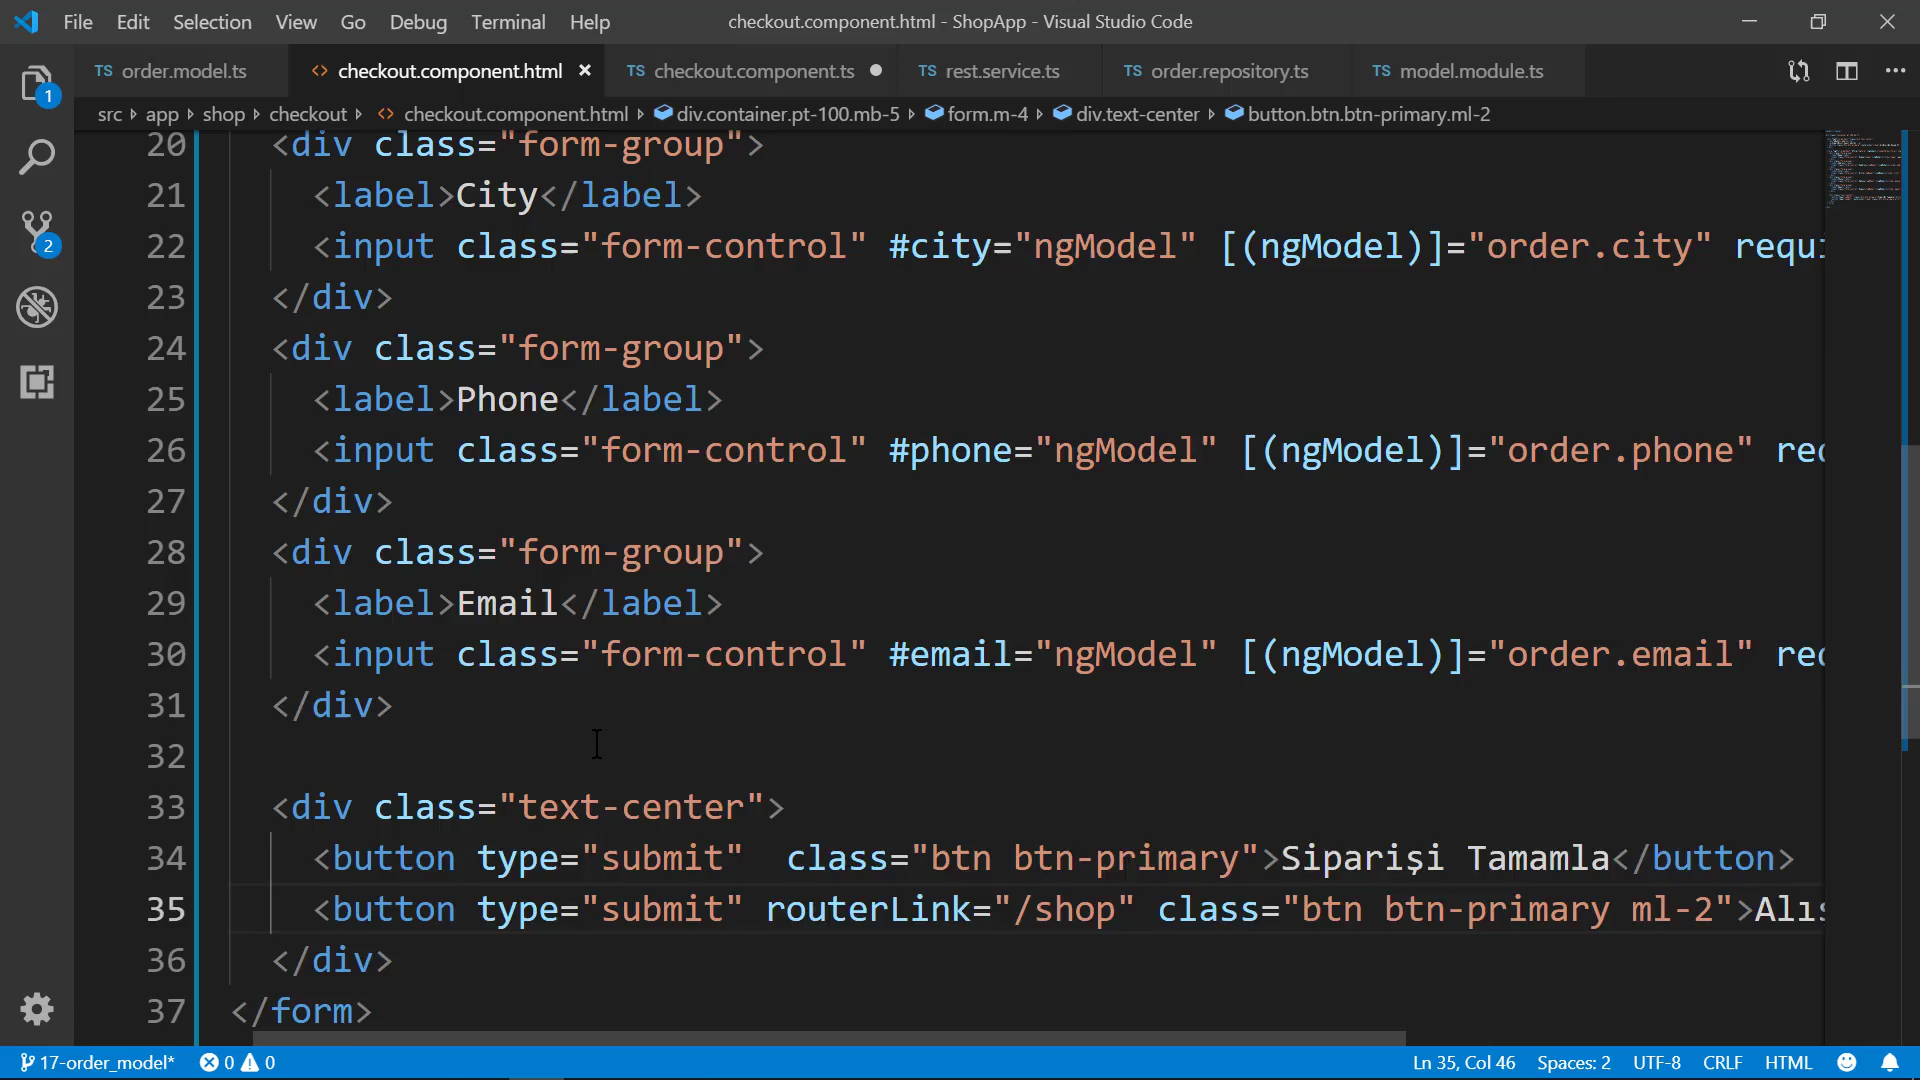 File Edit Selection View Go Debug Terminal Help checkout.component.html - ShopApp - Visual Studio Code
TS order.model.ts <> checkout.component.html × TS checkout.component.ts ● TS rest.service.ts TS order.repository.ts TS model.module.ts
src app shop checkout <> checkout.component.html div.container.pt-100.mb-5 form.m-4 div.text-center button.btn.btn-primary.ml-2
1
2
20 <div class="form-group">
21 <label>City</label>
22 <input class="form-control" #city="ngModel" [(ngModel)]="order.city" requi
23 </div>
24 <div class="form-group">
25 <label>Phone</label>
26 <input class="form-control" #phone="ngModel" [(ngModel)]="order.phone" req
27 </div>
28 <div class="form-group">
29 <label>Email</label>
30 <input class="form-control" #email="ngModel" [(ngModel)]="order.email" req
31 </div>
32
33 <div class="text-center">
34 <button type="submit"  class="btn btn-primary">Siparişi Tamamla</button>
35 <button type="submit" routerLink="/shop" class="btn btn-primary ml-2">Alış
36 </div>
37 </form>
17-order_model* 0 0 Ln 35, Col 46 Spaces: 2 UTF-8 CRLF HTML